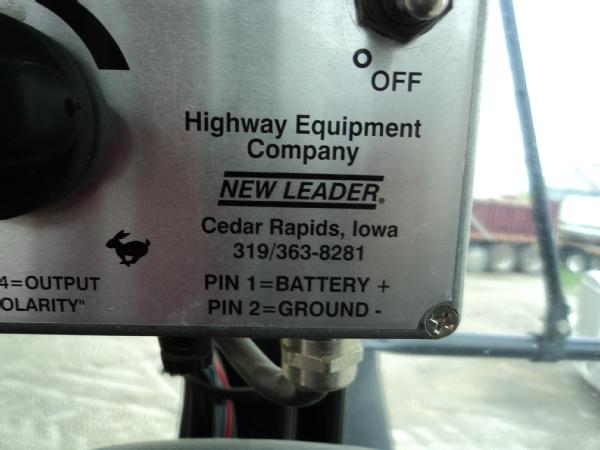 OFF
Highway Equipment
Company
NEW LEADER®
Cedar Rapids, Iowa
319/363-8281
4=OUTPUT
OLARITY"
PIN 1=BATTERY +
PIN 2=GROUND -